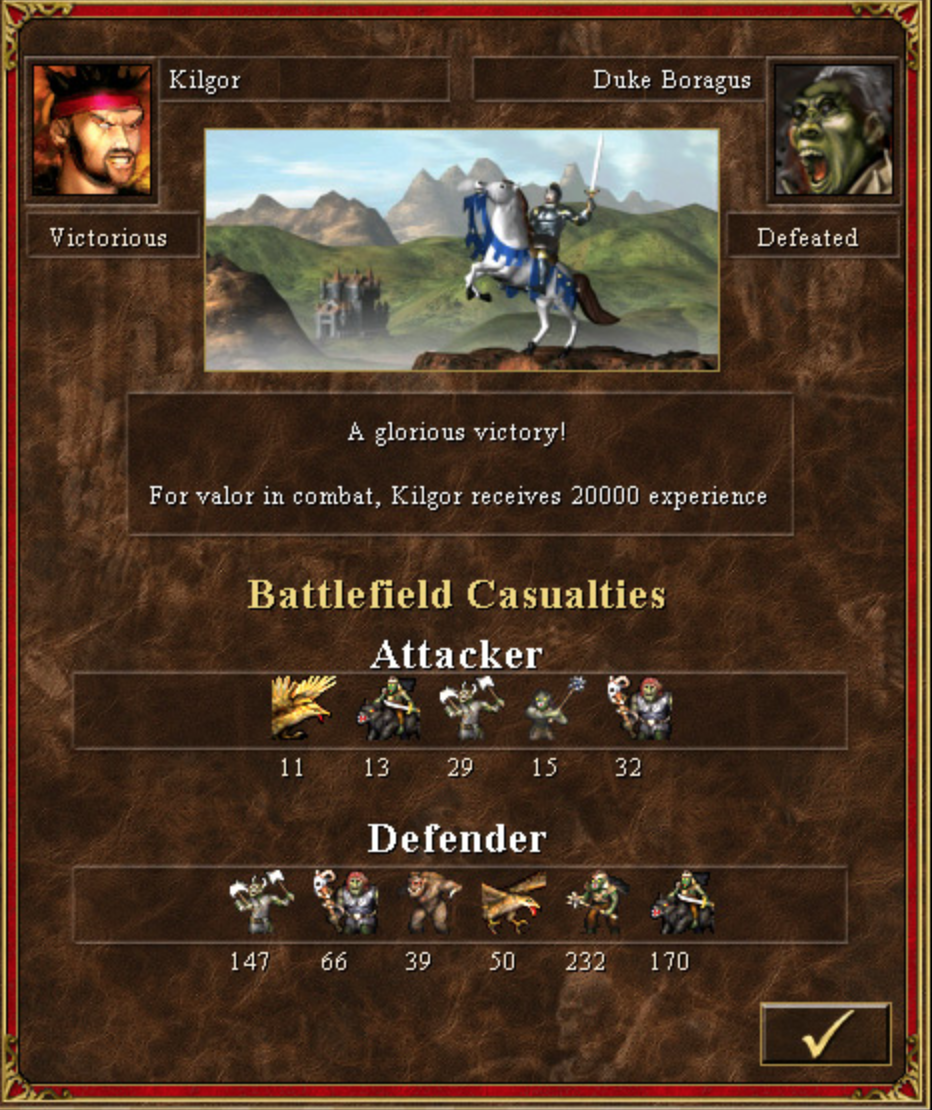 Kilgor
Duke Boragus
Victorious
Defeated
A glorious victory!
For valor in combat, Kilgor receives 20000 experience
Battlefield Casualties
Attacker
11 13 29 15 32
Defender
147 66 39 50 232 170